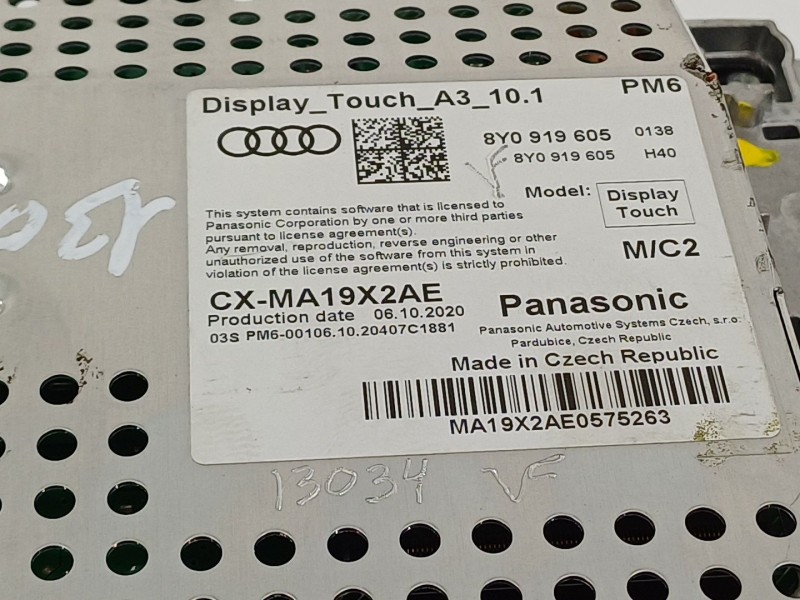 Display_Touch_A3_10.1 PM6
8Y0 919 605 0138
8Y0 919 605 H40
Model: Display Touch
This system contains software that is licensed to
Panasonic Corporation by one or more third parties
pursuant to license agreement(s).
Any removal, reproduction, reverse engineering or other
unauthorized use of the software from this system in
violation of the license agreement(s) is strictly prohibited.
M/C2
CX-MA19X2AE
Production date 06.10.2020
03S PM6-00106.10.20407C1881
Panasonic
Panasonic Automotive Systems Czech, s.r.o.
Pardubice, Czech Republic
Made in Czech Republic
MA19X2AE0575263
13034 VF